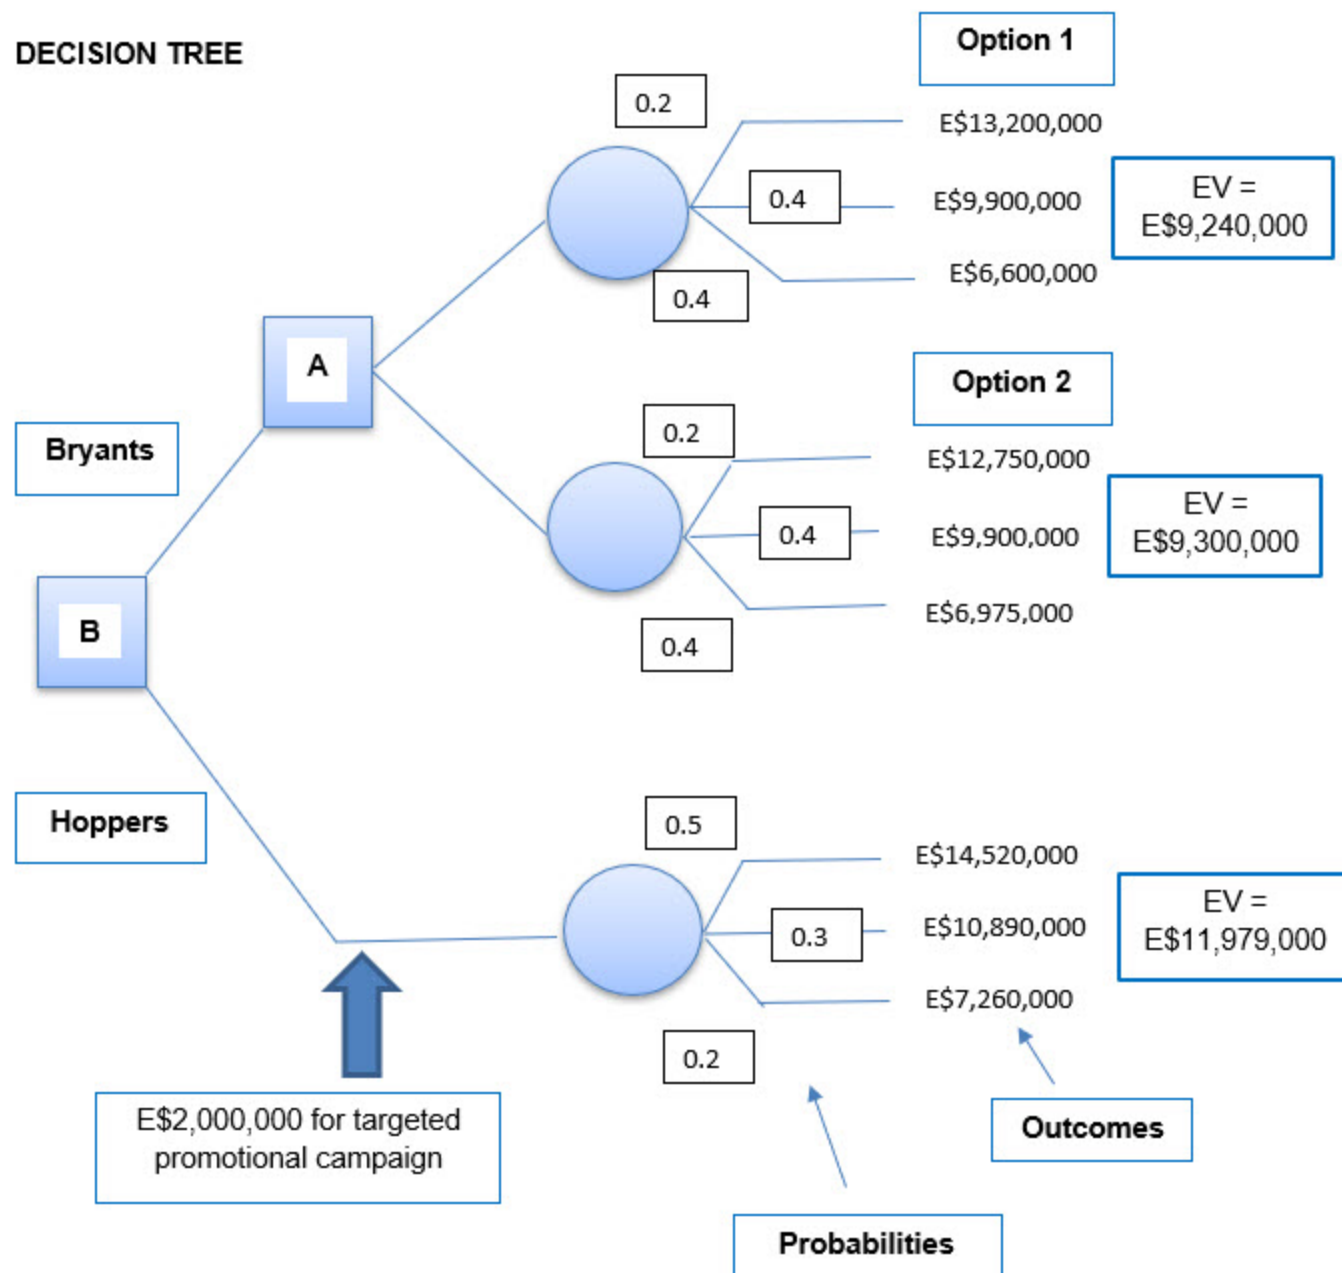 DECISION TREE
Option 1
0.2
E$13,200,000
0.4
E$9,900,000
EV =
E$9,240,000
0.4
E$6,600,000
A
Option 2
Bryants
0.2
E$12,750,000
0.4
E$9,900,000
EV =
E$9,300,000
0.4
E$6,975,000
B
Hoppers
0.5
E$14,520,000
0.3
E$10,890,000
EV =
E$11,979,000
0.2
E$7,260,000
E$2,000,000 for targeted
promotional campaign
Outcomes
Probabilities